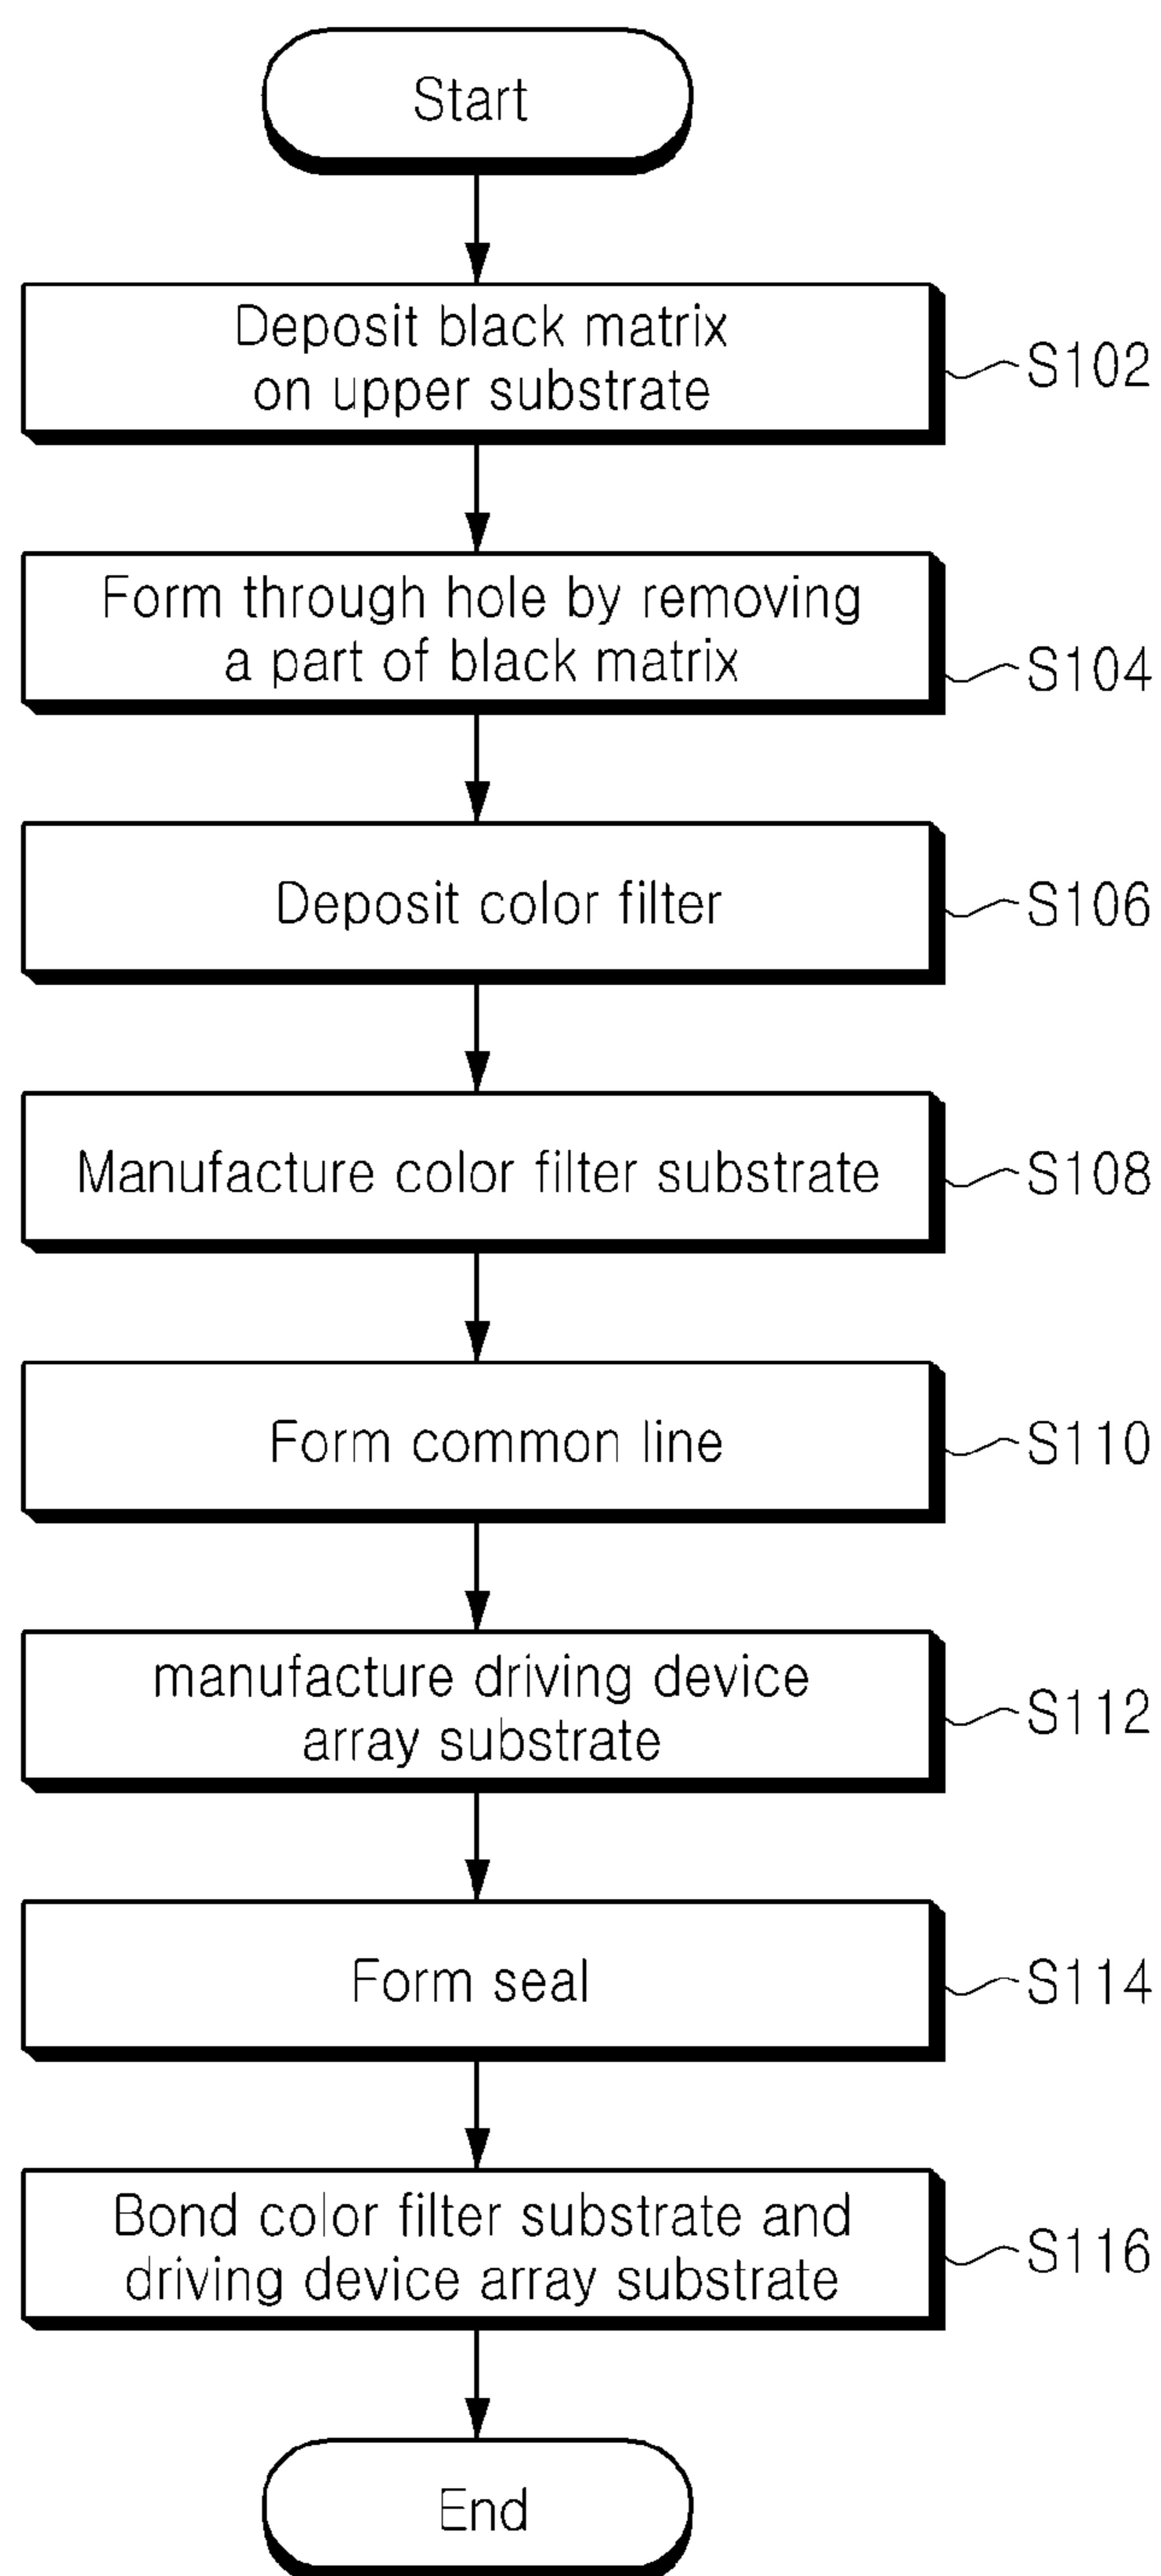 Start
Deposit black matrix
on upper substrate
S102
Form through hole by removing
a part of black matrix
S104
Deposit color filter
S106
Manufacture color filter substrate
S108
Form common line
S110
manufacture driving device
array substrate
S112
Form seal
S114
Bond color filter substrate and
driving device array substrate
S116
End